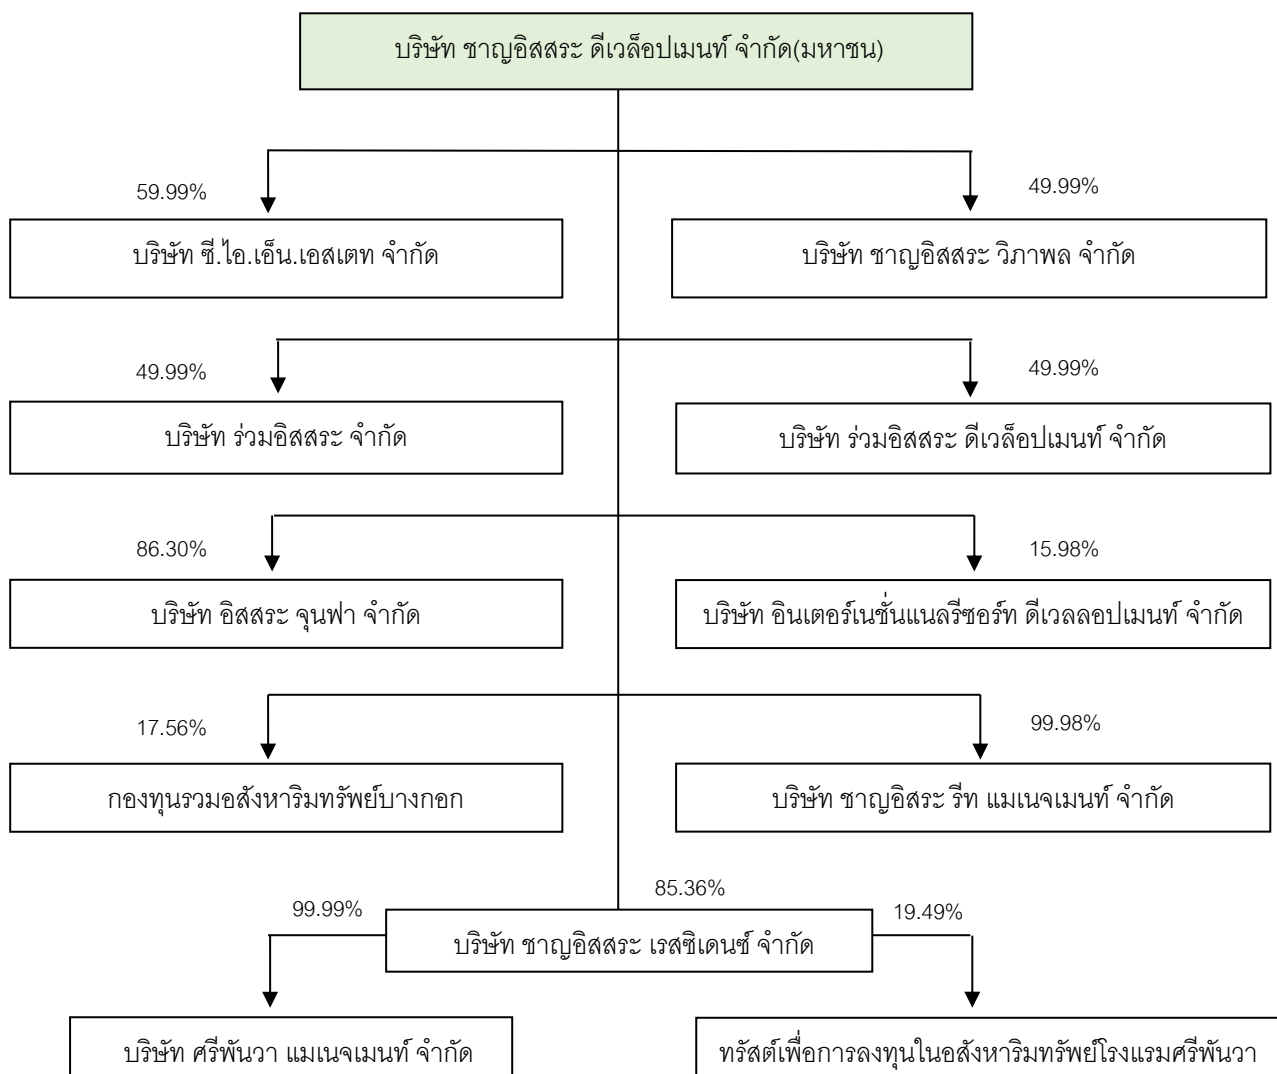 บริษัท ชาญอิสสระ ดีเวล็อปเมนท์ จำกัด(มหาชน)
59.99%
49.99%
บริษัท ซี.ไอ.เอ็น.เอสเตท จำกัด
บริษัท ชาญอิสสระ วิภาพล จำกัด
49.99%
49.99%
บริษัท ร่วมอิสสระ จำกัด
บริษัท ร่วมอิสสระ ดีเวล็อปเมนท์ จำกัด
86.30%
15.98%
บริษัท อิสสระ จุนฟา จำกัด
บริษัท อินเตอร์เนชั่นแนลรีซอร์ท ดีเวลลอปเมนท์ จำกัด
17.56%
99.98%
กองทุนรวมอสังหาริมทรัพย์บางกอก
บริษัท ชาญอิสระ รีท แมเนจเมนท์ จำกัด
85.36%
99.99%
19.49%
บริษัท ชาญอิสสระ เรสซิเดนซ์ จำกัด
บริษัท ศรีพันวา แมเนจเมนท์ จำกัด
ทรัสต์เพื่อการลงทุนในอสังหาริมทรัพย์โรงแรมศรีพันวา